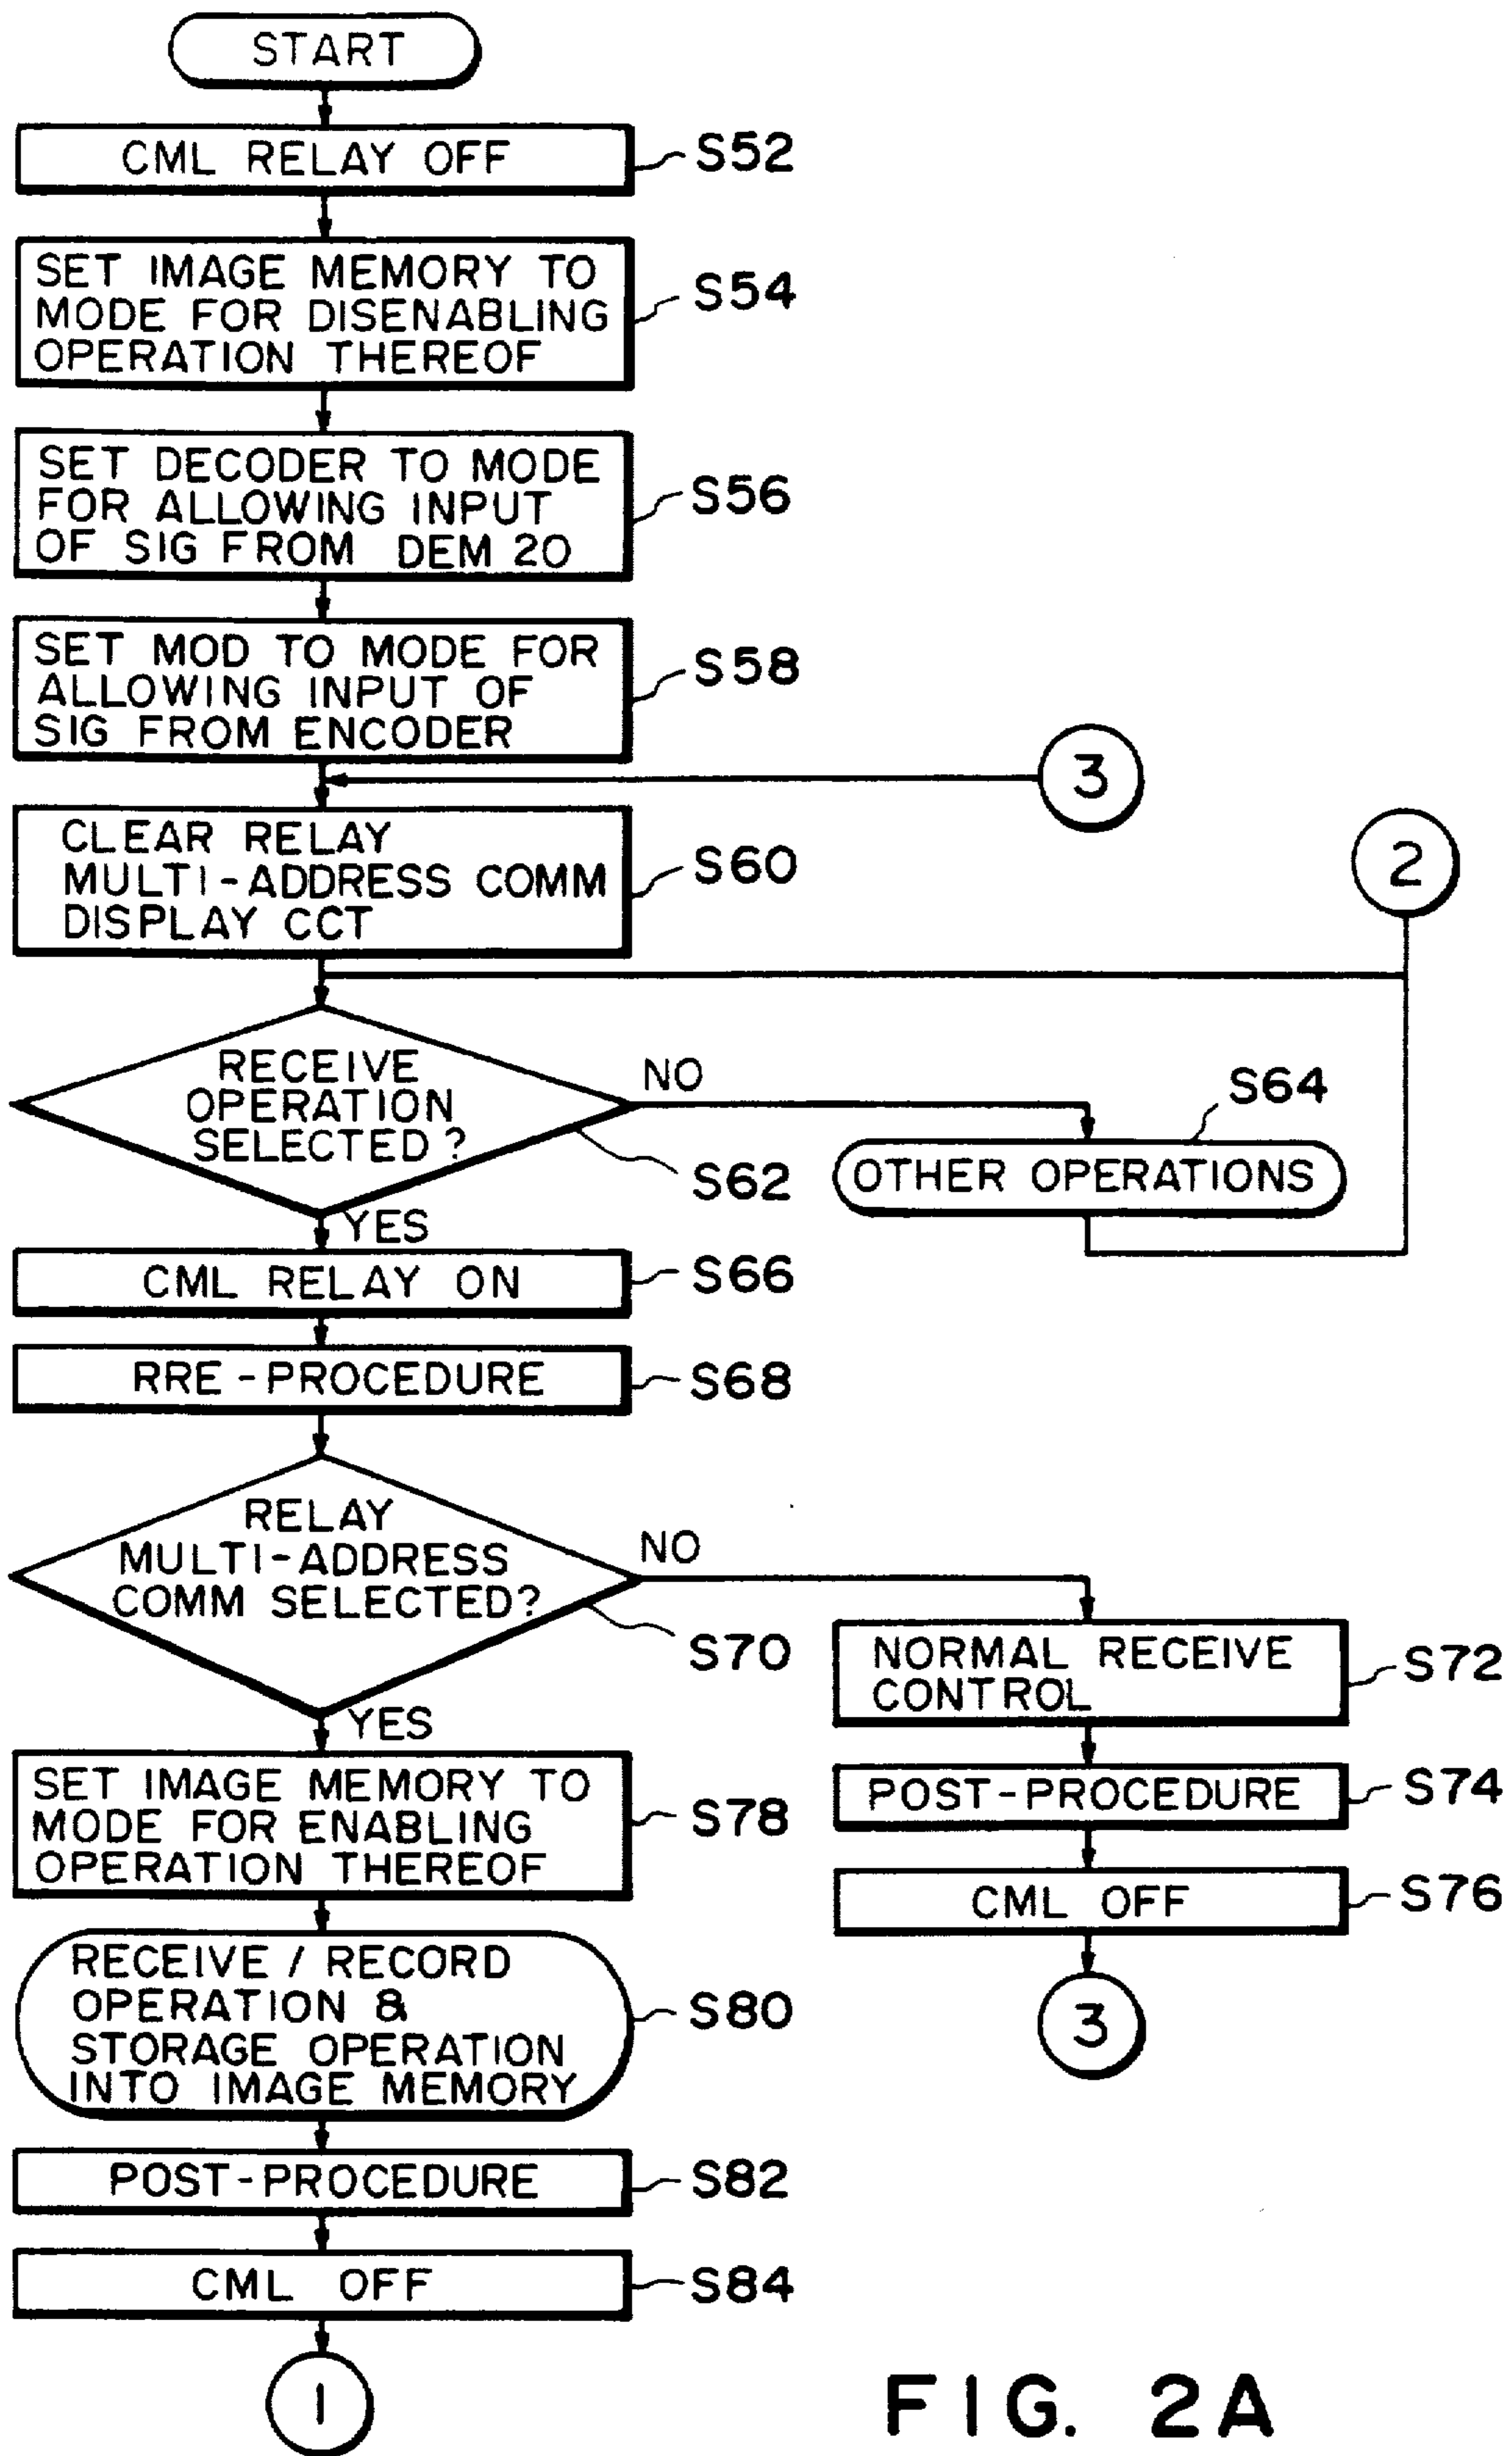 START
CML RELAY OFF
S52
SET IMAGE MEMORY TO
MODE FOR DISENABLING
OPERATION THEREOF
S54
SET DECODER TO MODE
FOR ALLOWING INPUT
OF SIG FROM DEM 20
S56
SET MOD TO MODE FOR
ALLOWING INPUT OF
SIG FROM ENCODER
S58
3
CLEAR RELAY
MULTI-ADDRESS COMM
DISPLAY CCT
S60
2
RECEIVE
OPERATION
SELECTED?
S62
NO
S64
OTHER OPERATIONS
YES
CML RELAY ON
S66
RRE-PROCEDURE
S68
RELAY
MULTI-ADDRESS
COMM SELECTED?
S70
NO
NORMAL RECEIVE
CONTROL
S72
POST-PROCEDURE
S74
CML OFF
S76
3
YES
SET IMAGE MEMORY TO
MODE FOR ENABLING
OPERATION THEREOF
S78
RECEIVE / RECORD
OPERATION &
STORAGE OPERATION
INTO IMAGE MEMORY
S80
POST-PROCEDURE
S82
CML OFF
S84
1
FIG. 2A